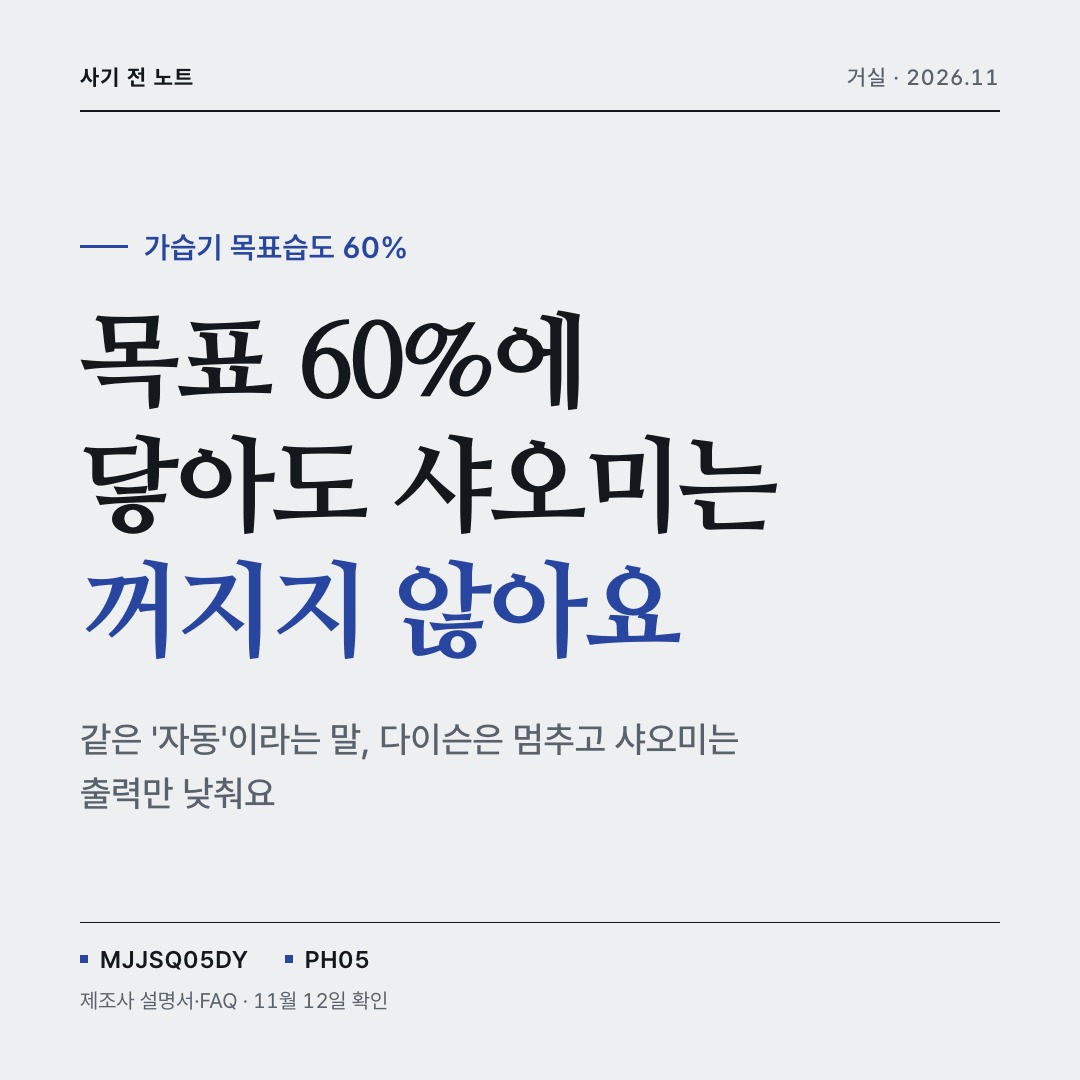 사기 전 노트
거실 · 2026.11
가습기 목표습도 60%
목표 60%에
닿아도 샤오미는
꺼지지 않아요
같은 '자동'이라는 말, 다이슨은 멈추고 샤오미는
출력만 낮춰요
MJJSQ05DY
PH05
제조사 설명서·FAQ · 11월 12일 확인